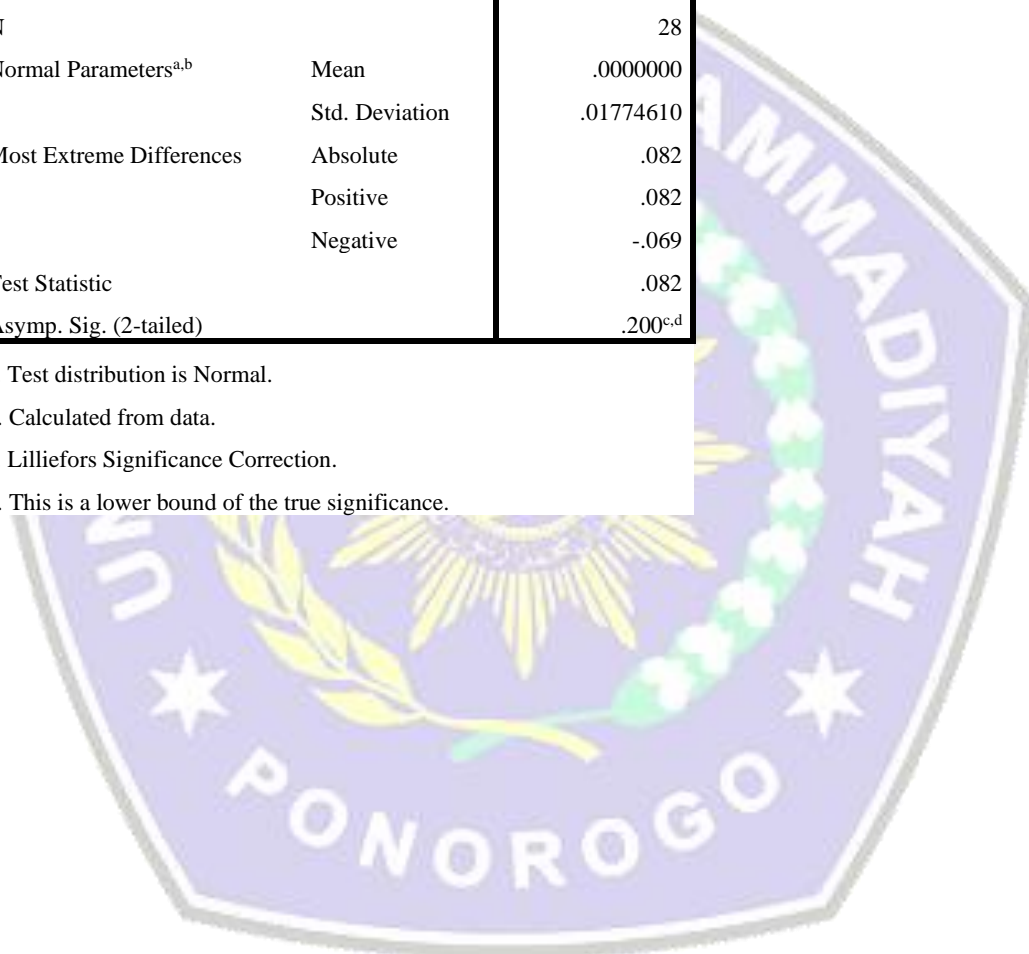 N 28
Normal Parametersa,b Mean .0000000
Std. Deviation .01774610
Most Extreme Differences Absolute .082
Positive .082
Negative -.069
Test Statistic .082
Asymp. Sig. (2-tailed) .200c,d
Test distribution is Normal.
. Calculated from data.
Lilliefors Significance Correction.
. This is a lower bound of the true significance.
AMMADIYAH
PONOROGO